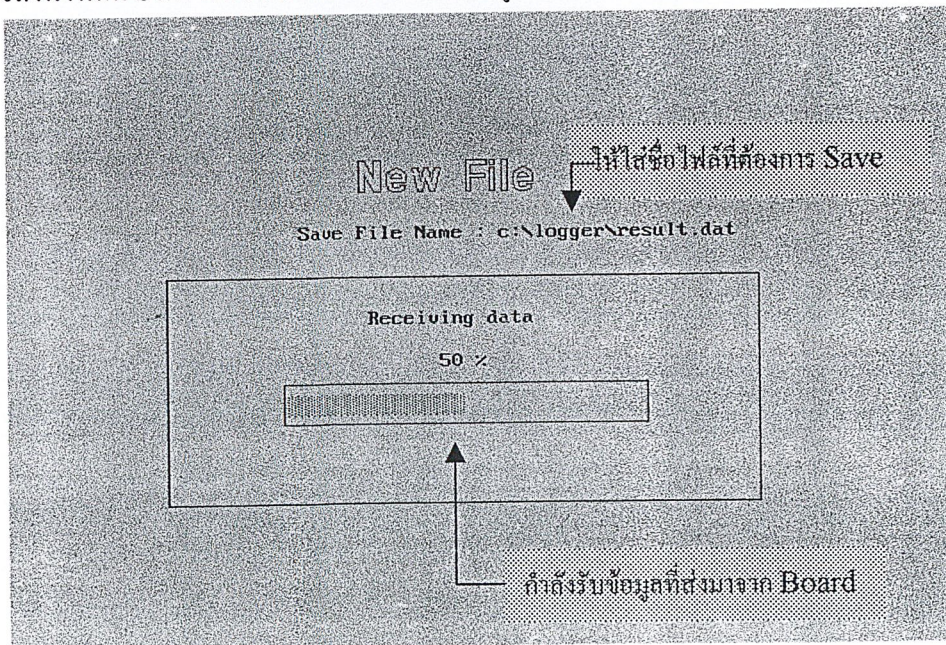 New File
ให้ใส่ชื่อไฟล์ที่ต้องการ Save
Save File Name : c:\logger\result.dat
Receiving data
50 %
กำลังรับข้อมูลที่ส่งมาจาก Board